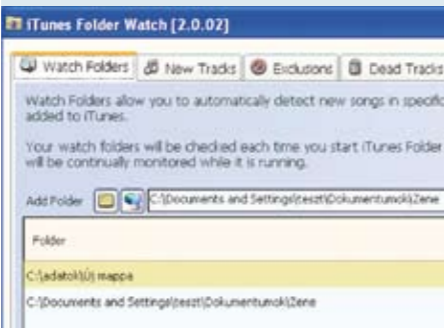 iTunes Folder Watch [2.0.02]
Watch Folders New Tracks Exclusions Dead Tracks
Watch Folders allow you to automatically detect new songs in specific
added to iTunes.
Your watch folders will be checked each time you start iTunes Folder
will be continually monitored while it is running.
Add Folder C:\Documents and Settings\teszt\Dokumentumok\Zene
Folder
C:\adatok\Új mappa
C:\Documents and Settings\teszt\Dokumentumok\Zene